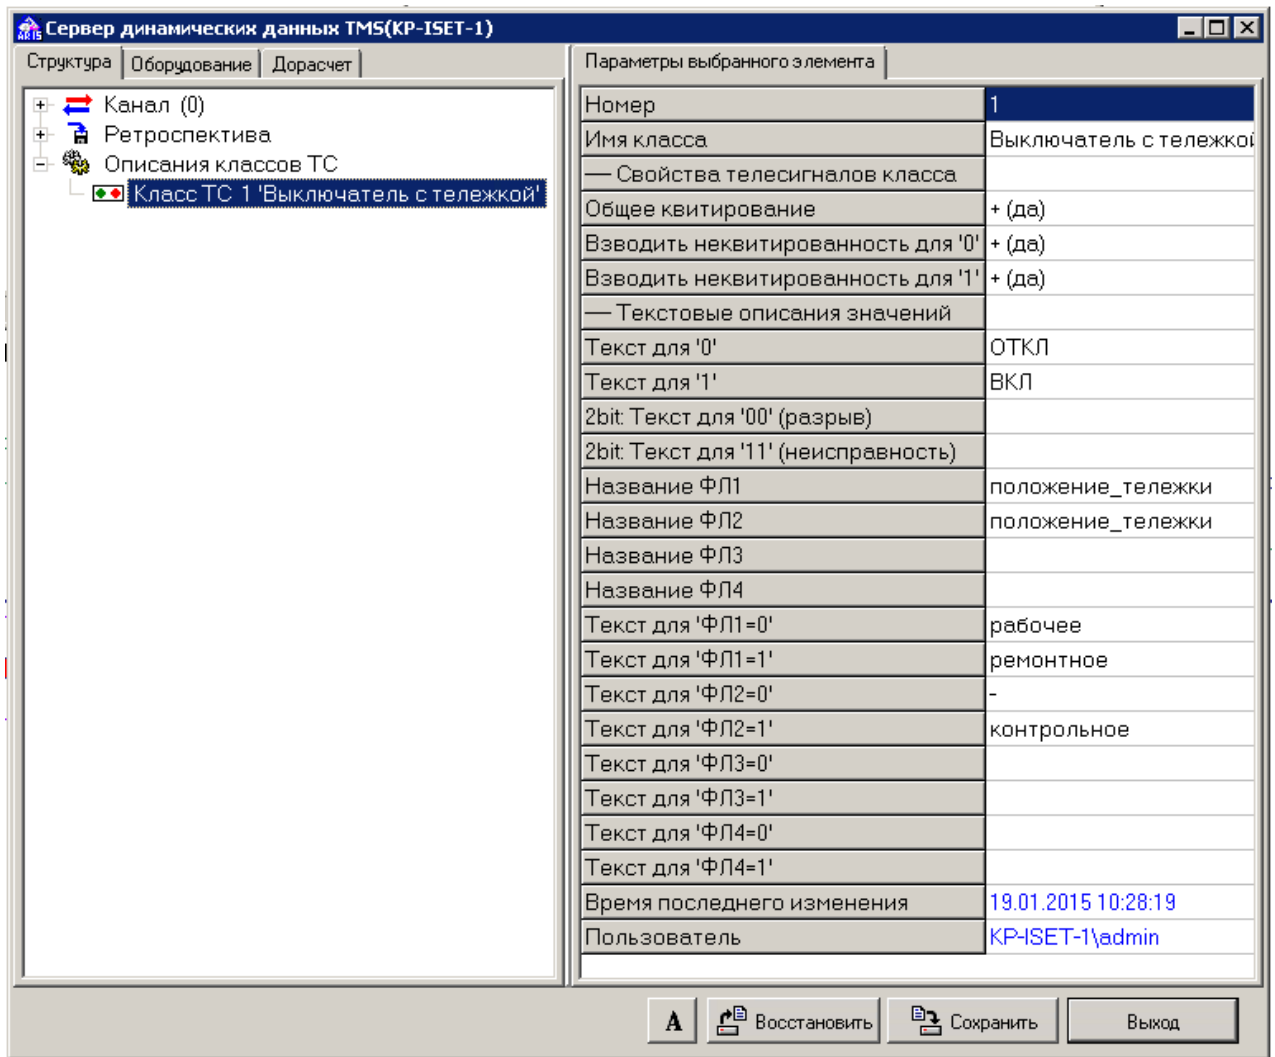 ARIS Сервер динамических данных TMS(KP-ISET-1)
Структура Оборудование Дорасчет
Канал (0)
Ретроспектива
Описания классов ТС
Класс ТС 1 'Выключатель с тележкой'
Параметры выбранного элемента
Номер 1
Имя класса Выключатель с тележкой
— Свойства телесигналов класса
Общее квитирование + (да)
Взводить неквитированность для '0' + (да)
Взводить неквитированность для '1' + (да)
— Текстовые описания значений
Текст для '0' ОТКЛ
Текст для '1' ВКЛ
2bit: Текст для '00' (разрыв)
2bit: Текст для '11' (неисправность)
Название ФЛ1 положение_тележки
Название ФЛ2 положение_тележки
Название ФЛ3
Название ФЛ4
Текст для 'ФЛ1=0' рабочее
Текст для 'ФЛ1=1' ремонтное
Текст для 'ФЛ2=0' -
Текст для 'ФЛ2=1' контрольное
Текст для 'ФЛ3=0'
Текст для 'ФЛ3=1'
Текст для 'ФЛ4=0'
Текст для 'ФЛ4=1'
Время последнего изменения 19.01.2015 10:28:19
Пользователь KP-ISET-1\admin
A Восстановить Сохранить Выход